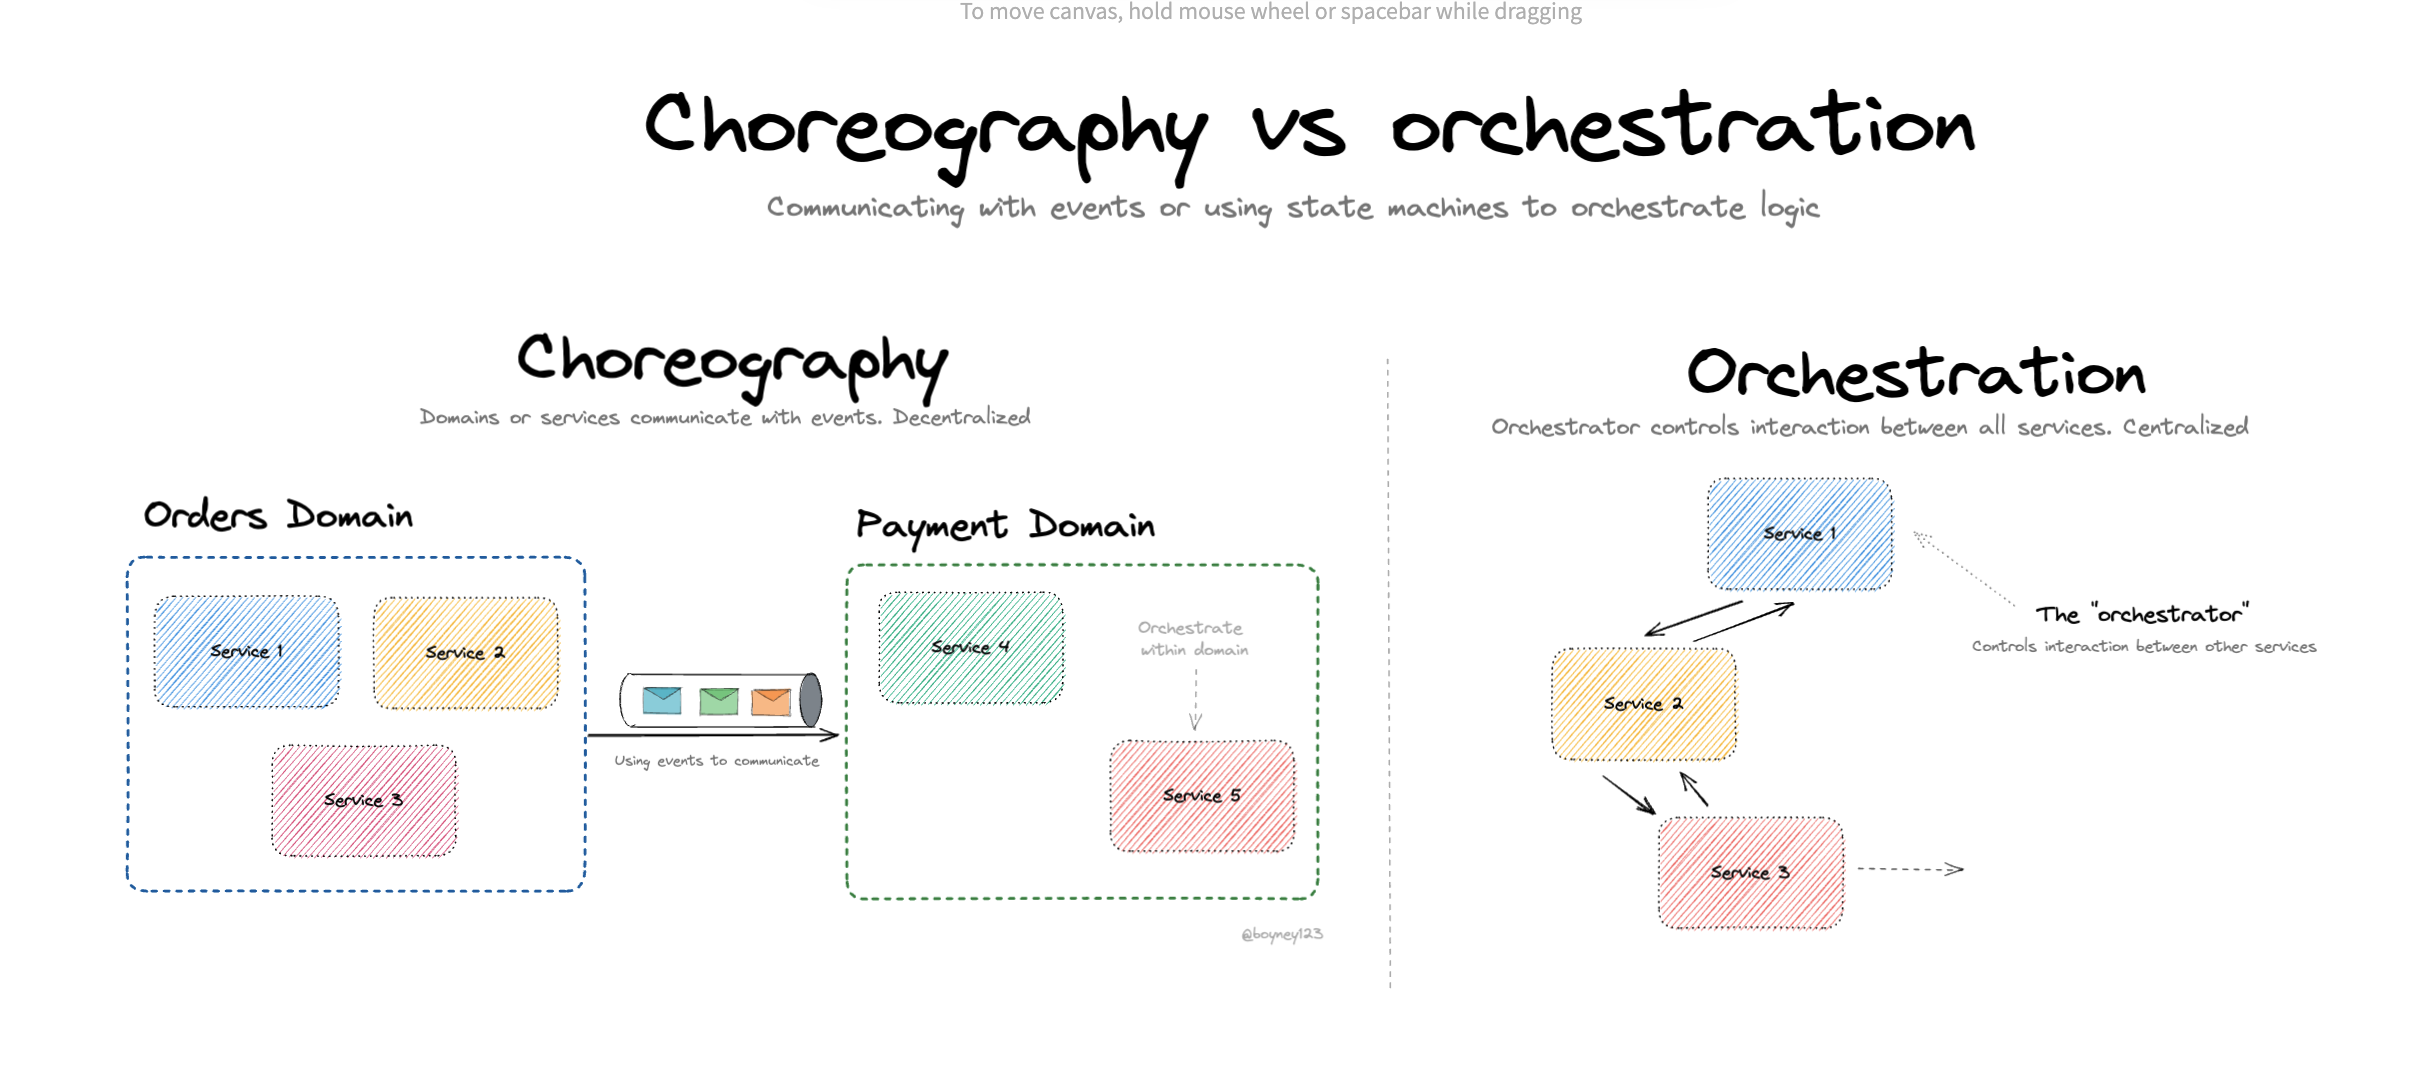 To move canvas, hold mouse wheel or spacebar while dragging
Choreography vs orchestration
Communicating with events or using state machines to orchestrate logic
Choreography
Domains or services communicate with events. Decentralized
Orders Domain
Service 1
Service 2
Service 3
Using events to communicate
Payment Domain
Service 4
Orchestrate
within domain
Service 5
@boyney123
Orchestration
Orchestrator controls interaction between all services. Centralized
Service 1
The "orchestrator"
Controls interaction between other services
Service 2
Service 3